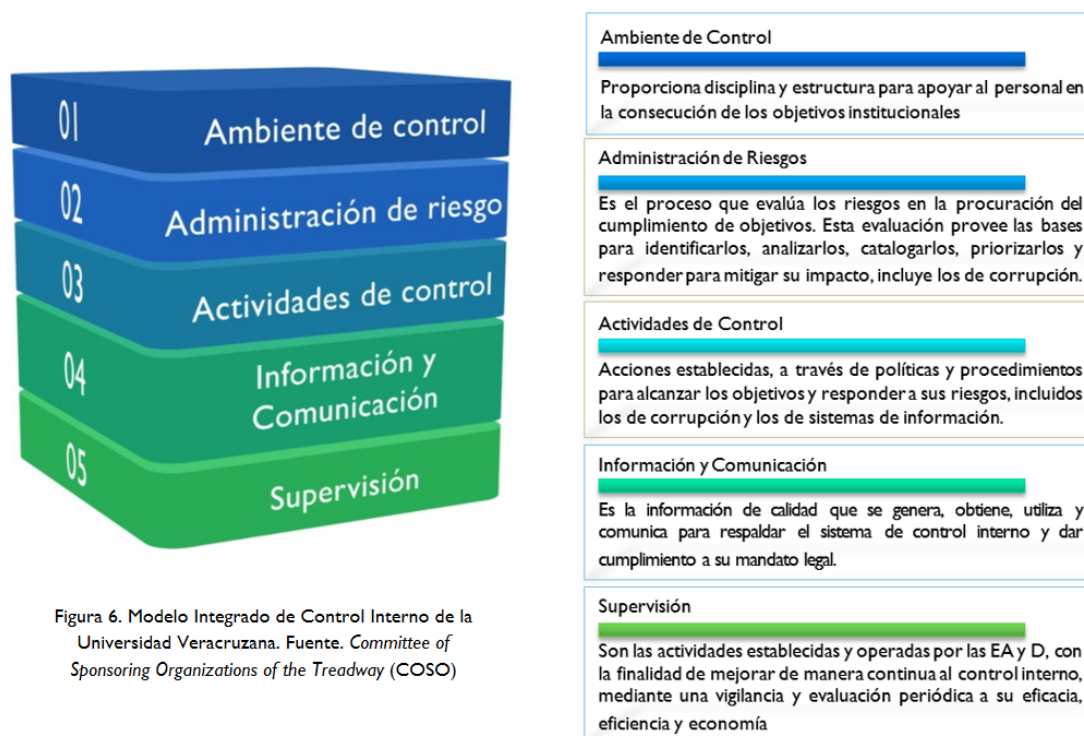 01
Ambiente de control
02
Administración de riesgo
03
Actividades de control
04
Información y
Comunicación
05
Supervisión
Figura 6. Modelo Integrado de Control Interno de la
Universidad Veracruzana. Fuente. Committee of
Sponsoring Organizations of the Treadway (COSO)
Ambiente de Control
Proporciona disciplina y estructura para apoyar al personal en
la consecución de los objetivos institucionales
Administración de Riesgos
Es el proceso que evalúa los riesgos en la procuración del
cumplimiento de objetivos. Esta evaluación provee las bases
para identificarlos, analizarlos, catalogarlos, priorizarlos y
responder para mitigar su impacto, incluye los de corrupción.
Actividades de Control
Acciones establecidas, a través de políticas y procedimientos
para alcanzar los objetivos y responder a sus riesgos, incluidos
los de corrupción y los de sistemas de información.
Información y Comunicación
Es la información de calidad que se genera, obtiene, utiliza y
comunica para respaldar el sistema de control interno y dar
cumplimiento a su mandato legal.
Supervisión
Son las actividades establecidas y operadas por las EA y D, con
la finalidad de mejorar de manera continua al control interno,
mediante una vigilancia y evaluación periódica a su eficacia,
eficiencia y economía